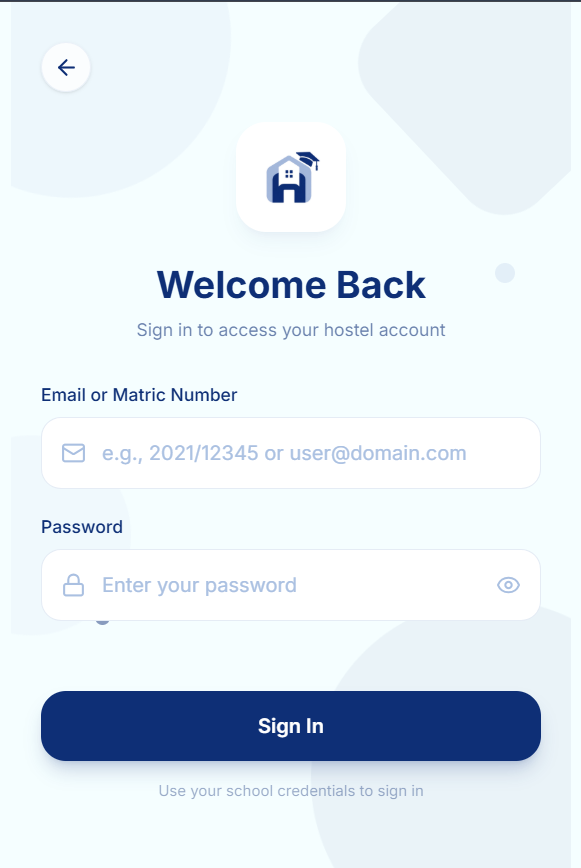 Welcome Back
Sign in to access your hostel account
Email or Matric Number
e.g., 2021/12345 or user@domain.com
Password
Enter your password
Sign In
Use your school credentials to sign in